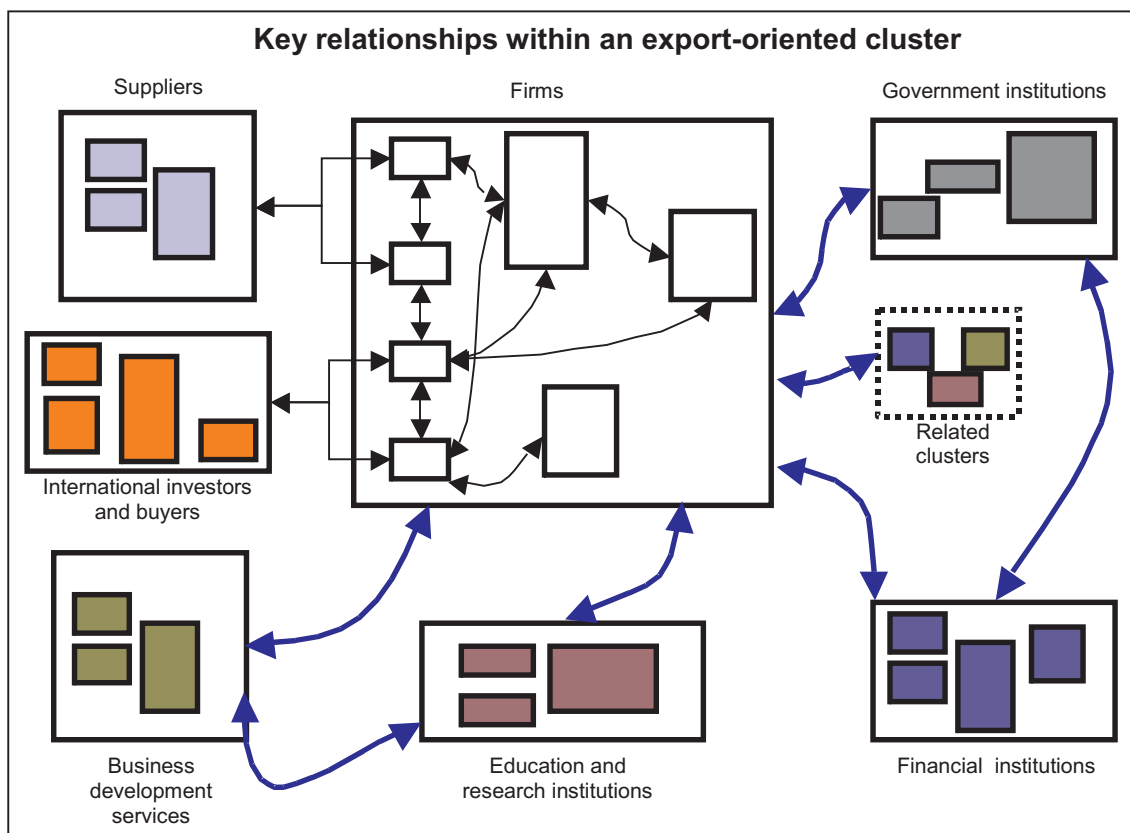 Key relationships within an export-oriented cluster
Suppliers
Firms
Government institutions
Related
clusters
International investors
and buyers
Business
development
services
Education and
research institutions
Financial institutions